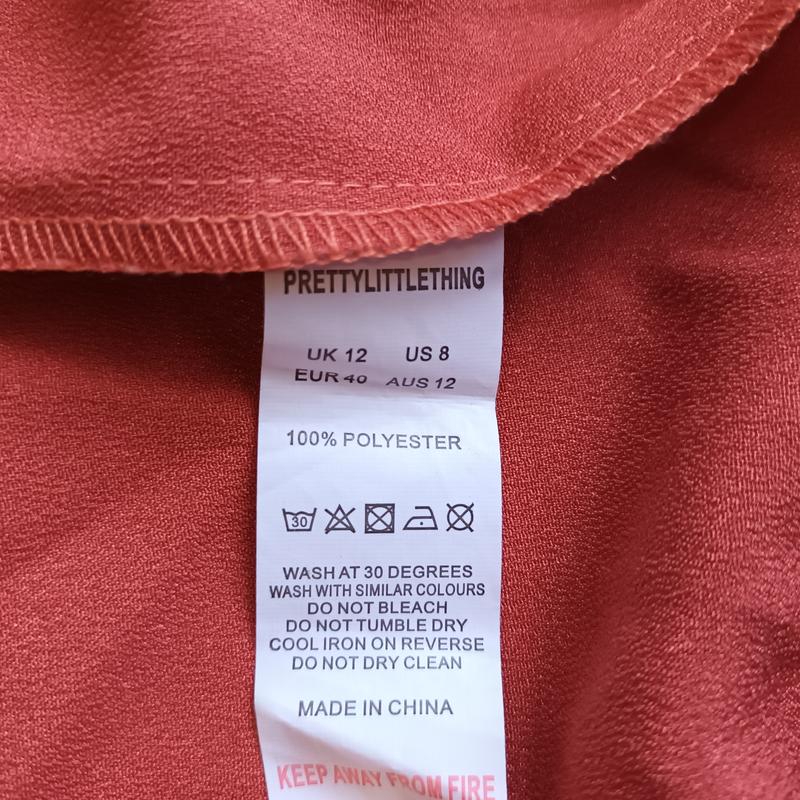 PRETTYLITTLETHING
UK 12 US 8
EUR 40 AUS 12
100% POLYESTER
30
WASH AT 30 DEGREES
WASH WITH SIMILAR COLOURS
DO NOT BLEACH
DO NOT TUMBLE DRY
COOL IRON ON REVERSE
DO NOT DRY CLEAN
MADE IN CHINA
KEEP AWAY FROM FIRE